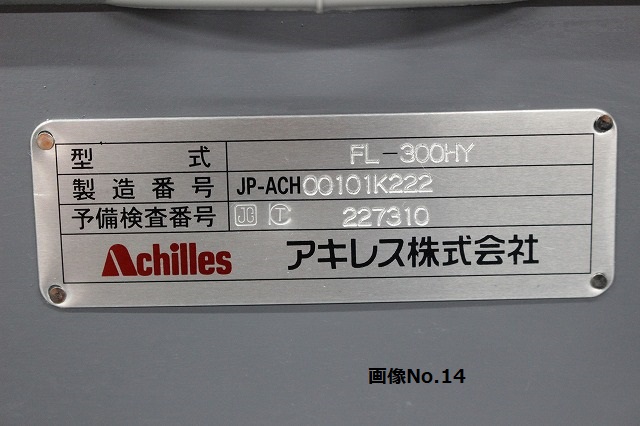 型式 FL-300HY
製造番号 JP-ACH00101K222
予備検査番号 JG T 227310
Achilles アキレス株式会社
画像No.14